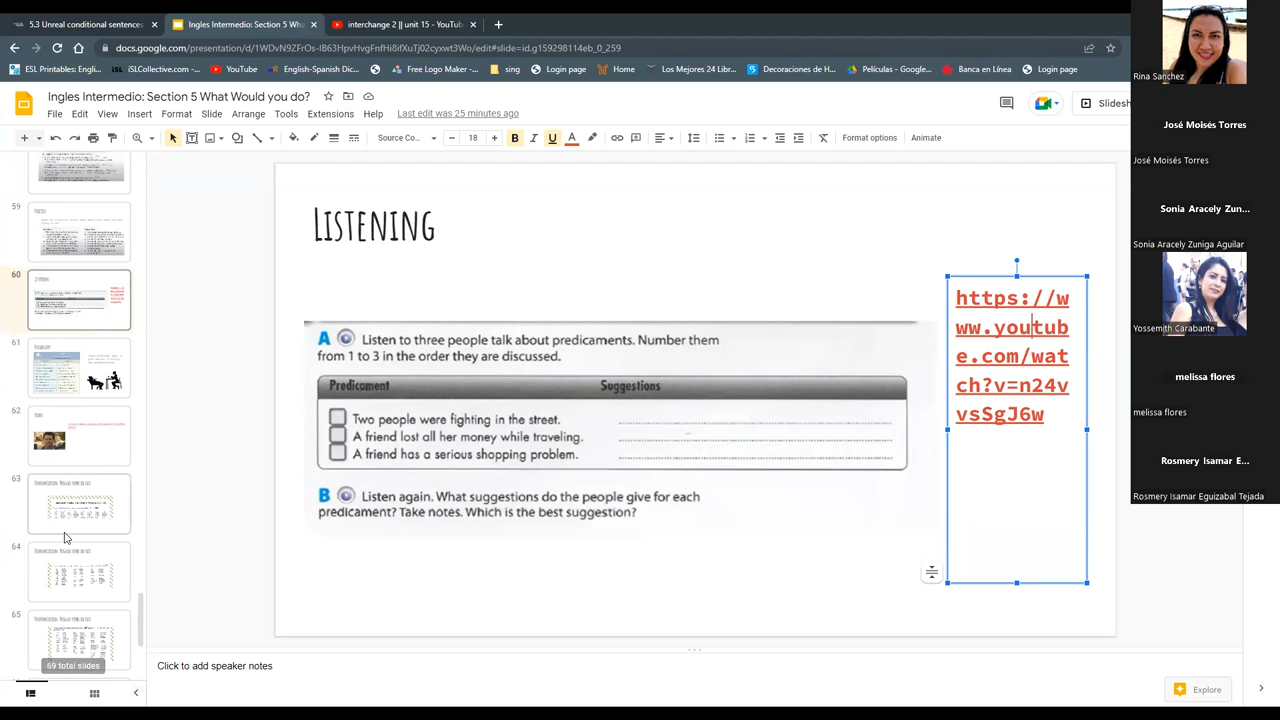 5.3 Unreal conditional sentences
Ingles Intermedio: Section 5 Wha
interchange 2 || unit 15 - YouTub
docs.google.com/presentation/d/1WDvN9ZFrOs-IB63HpvHvgFnfHi8ifXuTj02cyxwt3Wo/edit#slide=id.g159298114eb_0_259
ESL Printables: Engl...
iSLCollective.com -...
YouTube
English-Spanish Dic...
Free Logo Maker -...
sng
Login page
Home
Los Mejores 24 List...
Decoraciones de H...
Películas - Google...
Banca en Línea
Login page
Ingles Intermedio: Section 5 What Would you do?
File Edit View Insert Format Slide Arrange Tools Extensions Help
Last edit was 25 minutes ago
Slidesh
Source Co...
18
B
I
U
A
Format options
Animate
59
60
61
62
63
64
65
69 total slides
Listening
A Listen to three people talk about predicaments. Number them
from 1 to 3 in the order they are discussed.
Predicament Suggestions
Two people were fighting in the street.
A friend lost all her money while traveling.
A friend has a serious shopping problem.
B Listen again. What suggestions do the people give for each
predicament? Take notes. Which is the best suggestion?
https://w
ww.youtub
e.com/wat
ch?v=n24v
vsSgJ6w
Click to add speaker notes
Explore
Rina Sanchez
José Moisés Torres
José Moisés Torres
Sonia Aracely Zun...
Sonia Aracely Zuniga Aguilar
Yossemith Carabante
melissa flores
melissa flores
Rosmery Isamar E...
Rosmery Isamar Eguizabal Tejada